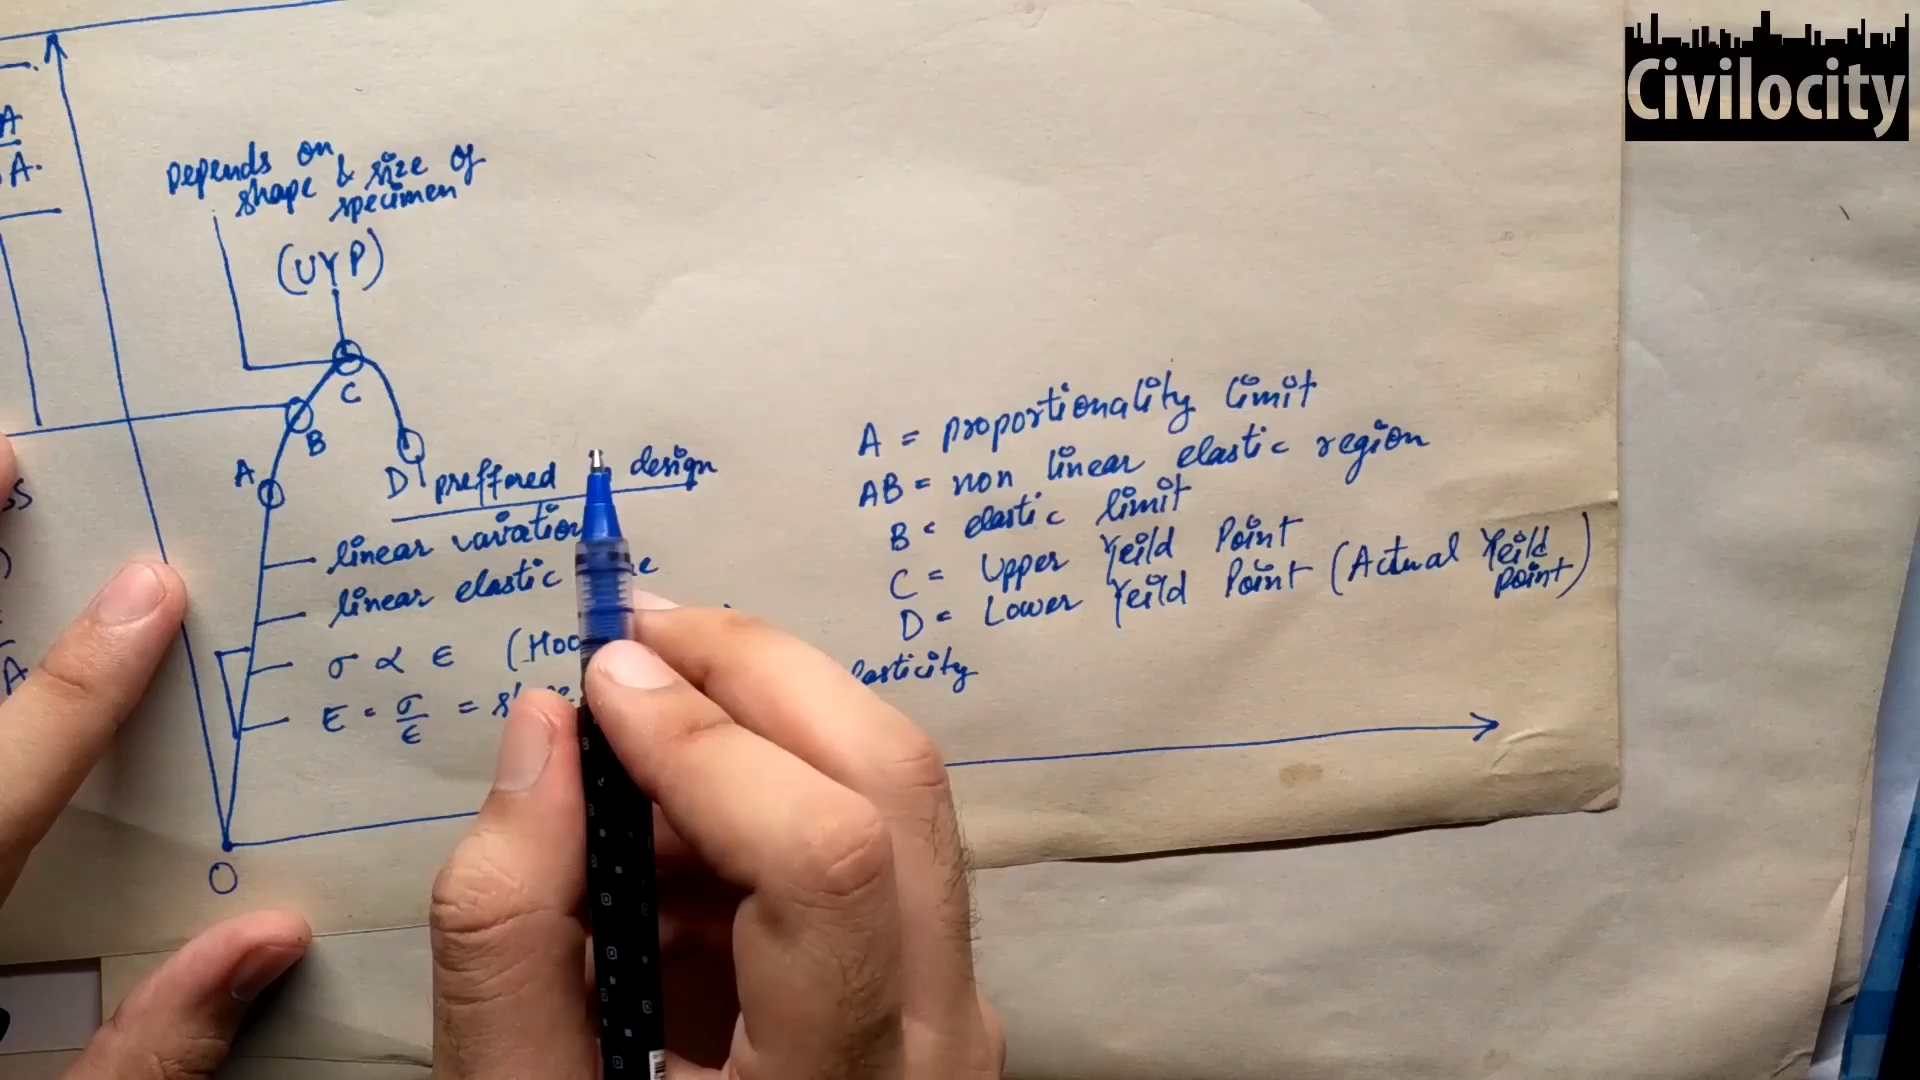 Civilocity
A
A.
Depends on
shape & size of
specimen
(UYP)
C
B
A
D
preffored design
linear variation
linear elastic
σ ∝ ε (Hoo
E = σ/ε =
O
A = proportionality limit
AB = non linear elastic region
B = elastic limit
C = Upper Yeild Point
D = Lower Yeild Point (Actual Yeild
point)
lasticity